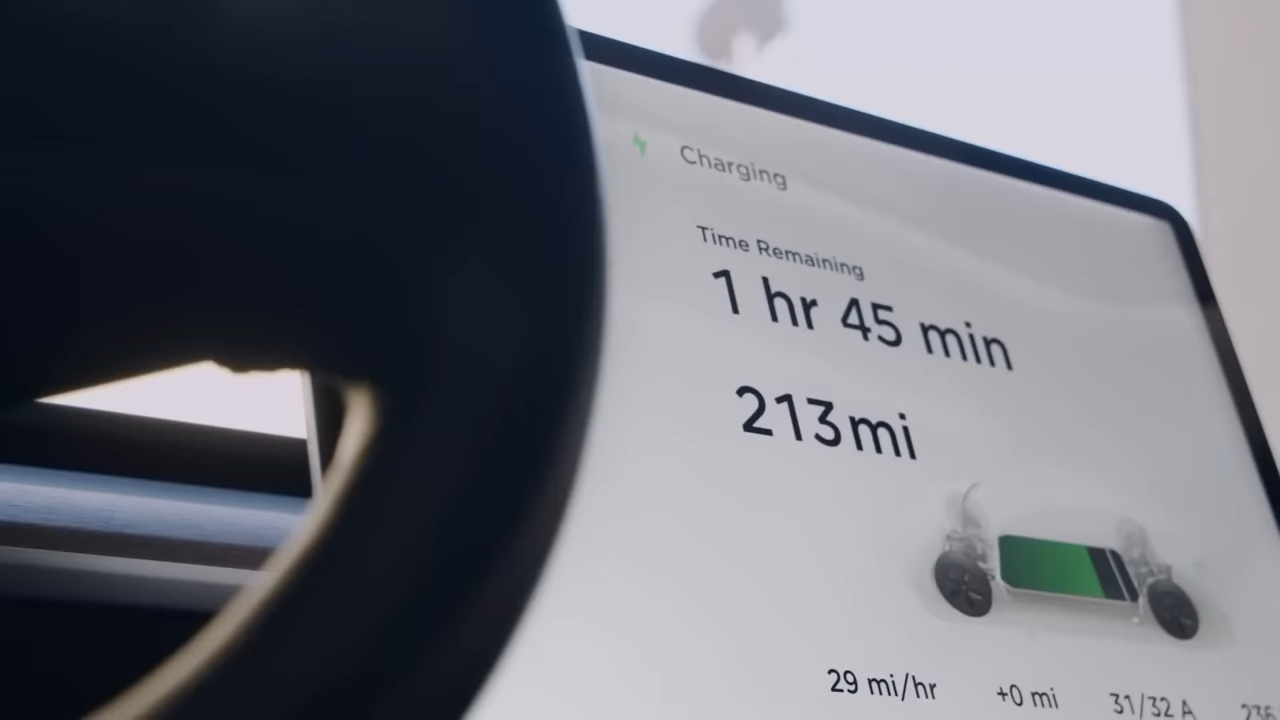 Charging
Time Remaining
1 hr 45 min
213 mi
29 mi/hr +0 mi 31/32 A